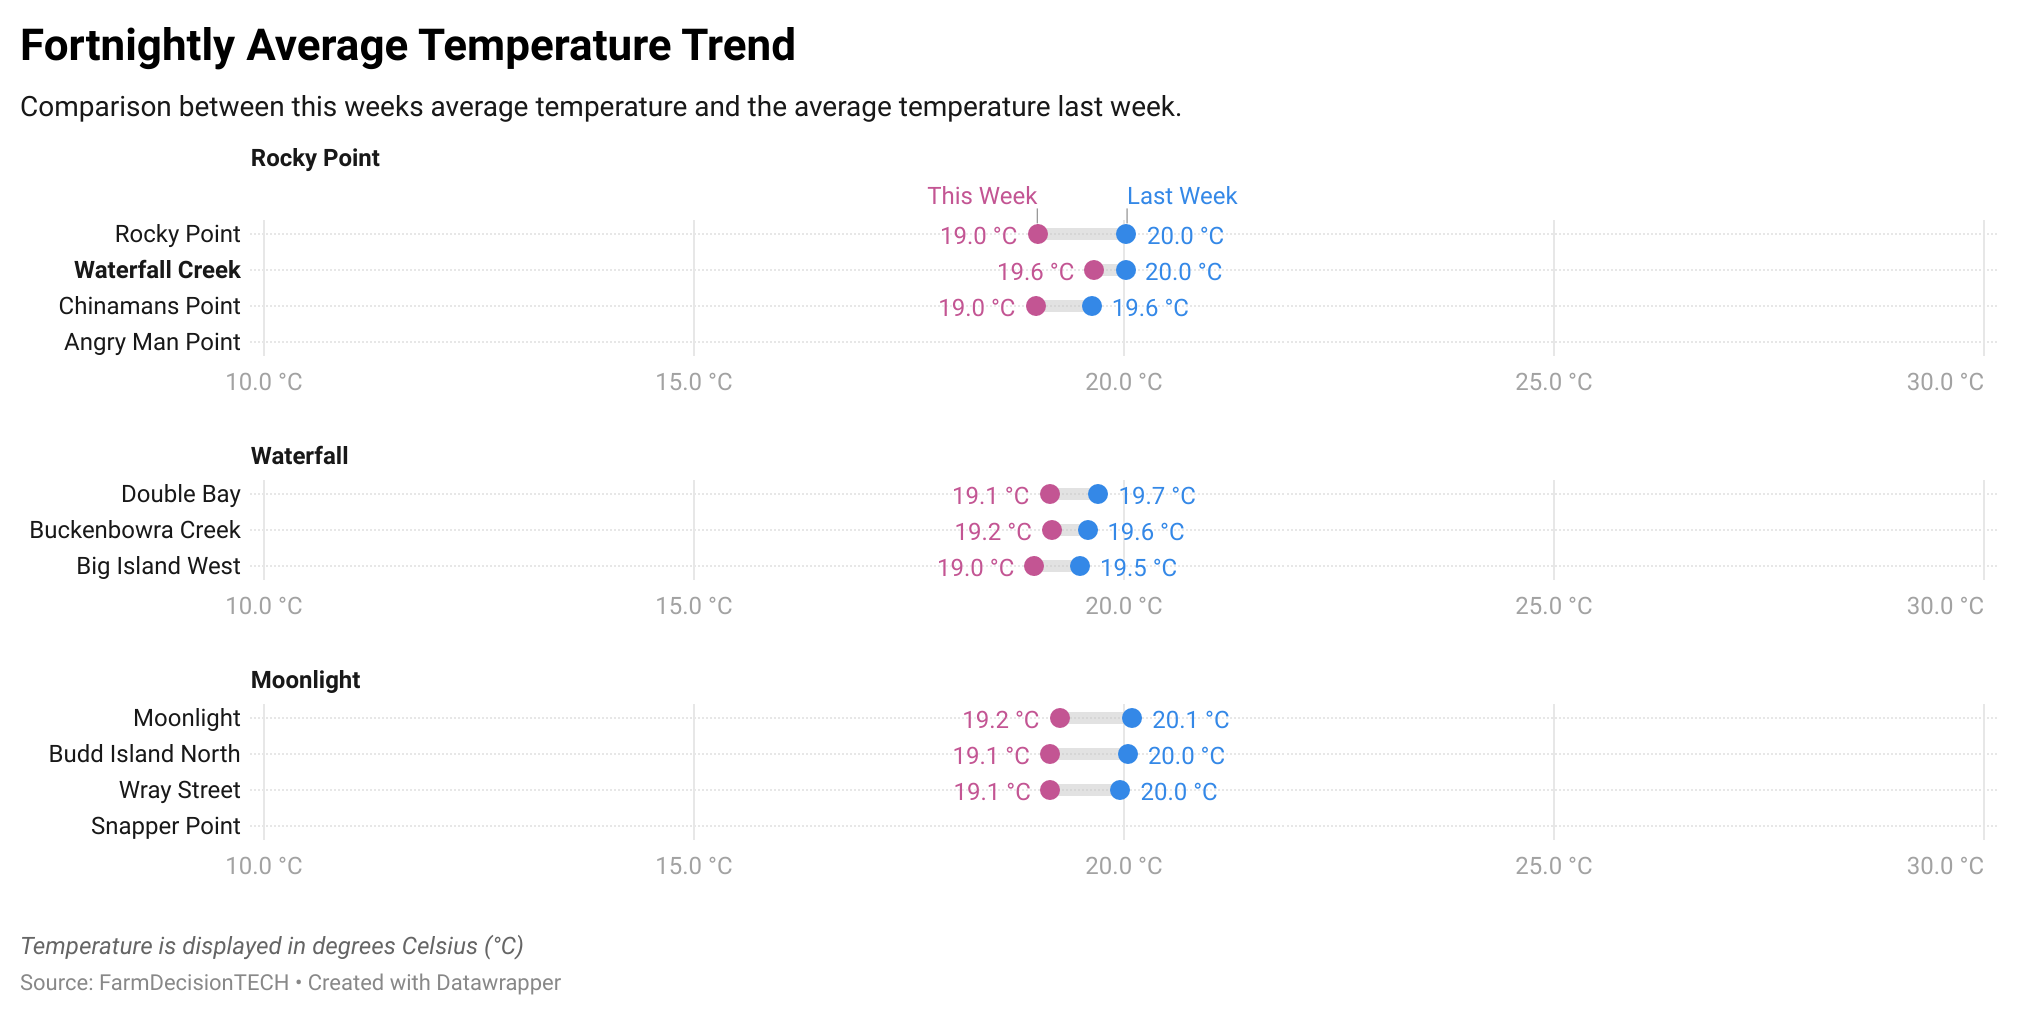 Fortnightly Average Temperature Trend
Comparison between this weeks average temperature and the average temperature last week.
Rocky Point
This Week Last Week
Rocky Point 19.0 °C 20.0 °C
Waterfall Creek 19.6 °C 20.0 °C
Chinamans Point 19.0 °C 19.6 °C
Angry Man Point
10.0 °C 15.0 °C 20.0 °C 25.0 °C 30.0 °C
Waterfall
Double Bay 19.1 °C 19.7 °C
Buckenbowra Creek 19.2 °C 19.6 °C
Big Island West 19.0 °C 19.5 °C
10.0 °C 15.0 °C 20.0 °C 25.0 °C 30.0 °C
Moonlight
Moonlight 19.2 °C 20.1 °C
Budd Island North 19.1 °C 20.0 °C
Wray Street 19.1 °C 20.0 °C
Snapper Point
10.0 °C 15.0 °C 20.0 °C 25.0 °C 30.0 °C
Temperature is displayed in degrees Celsius (°C)
Source: FarmDecisionTECH • Created with Datawrapper